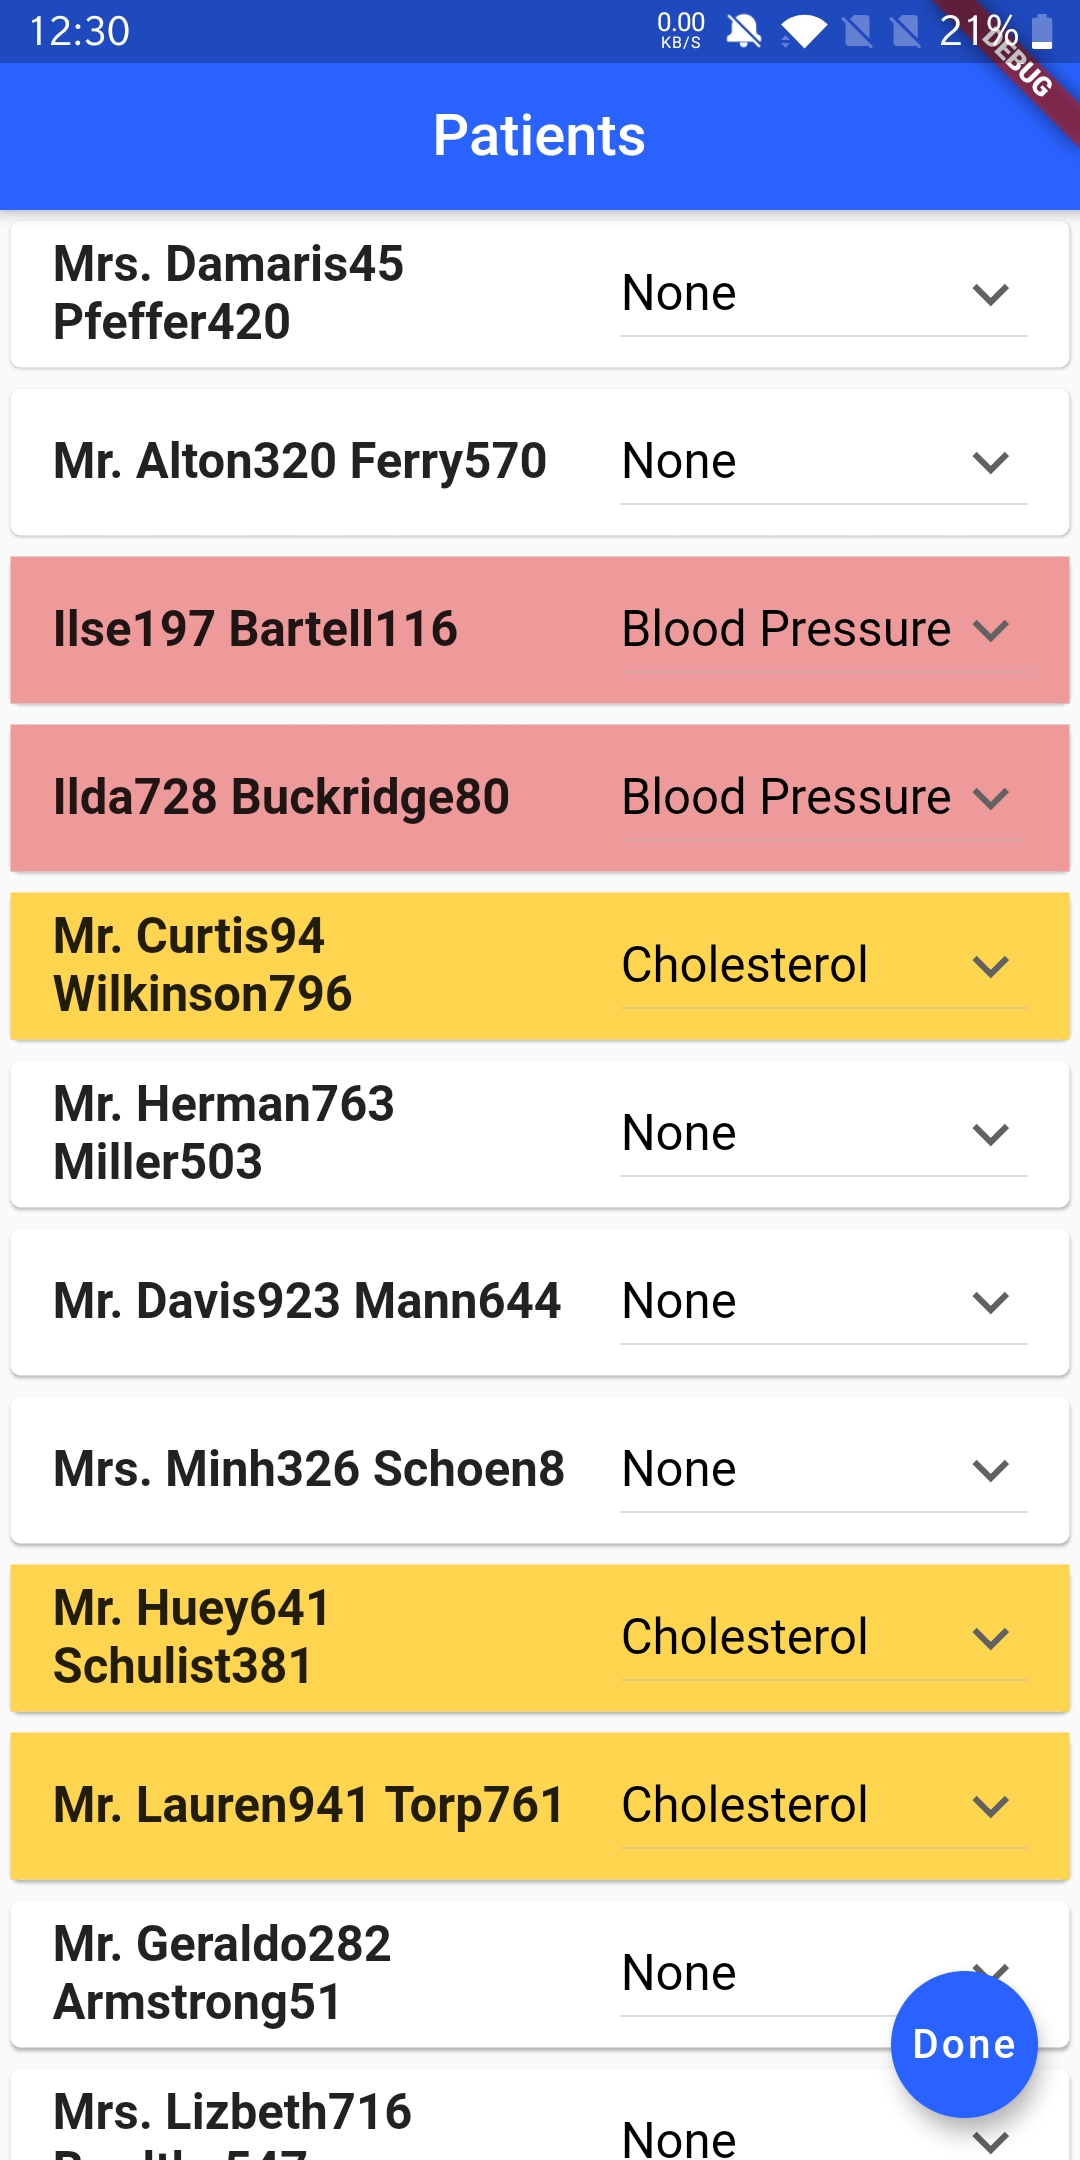 12:30 0.00 KB/S 21%
DEBUG
Patients
Mrs. Damaris45
Pfeffer420
None
Mr. Alton320 Ferry570
None
Ilse197 Bartell116
Blood Pressure
Ilda728 Buckridge80
Blood Pressure
Mr. Curtis94
Wilkinson796
Cholesterol
Mr. Herman763
Miller503
None
Mr. Davis923 Mann644
None
Mrs. Minh326 Schoen8
None
Mr. Huey641
Schulist381
Cholesterol
Mr. Lauren941 Torp761
Cholesterol
Mr. Geraldo282
Armstrong51
None
Done
Mrs. Lizbeth716
None